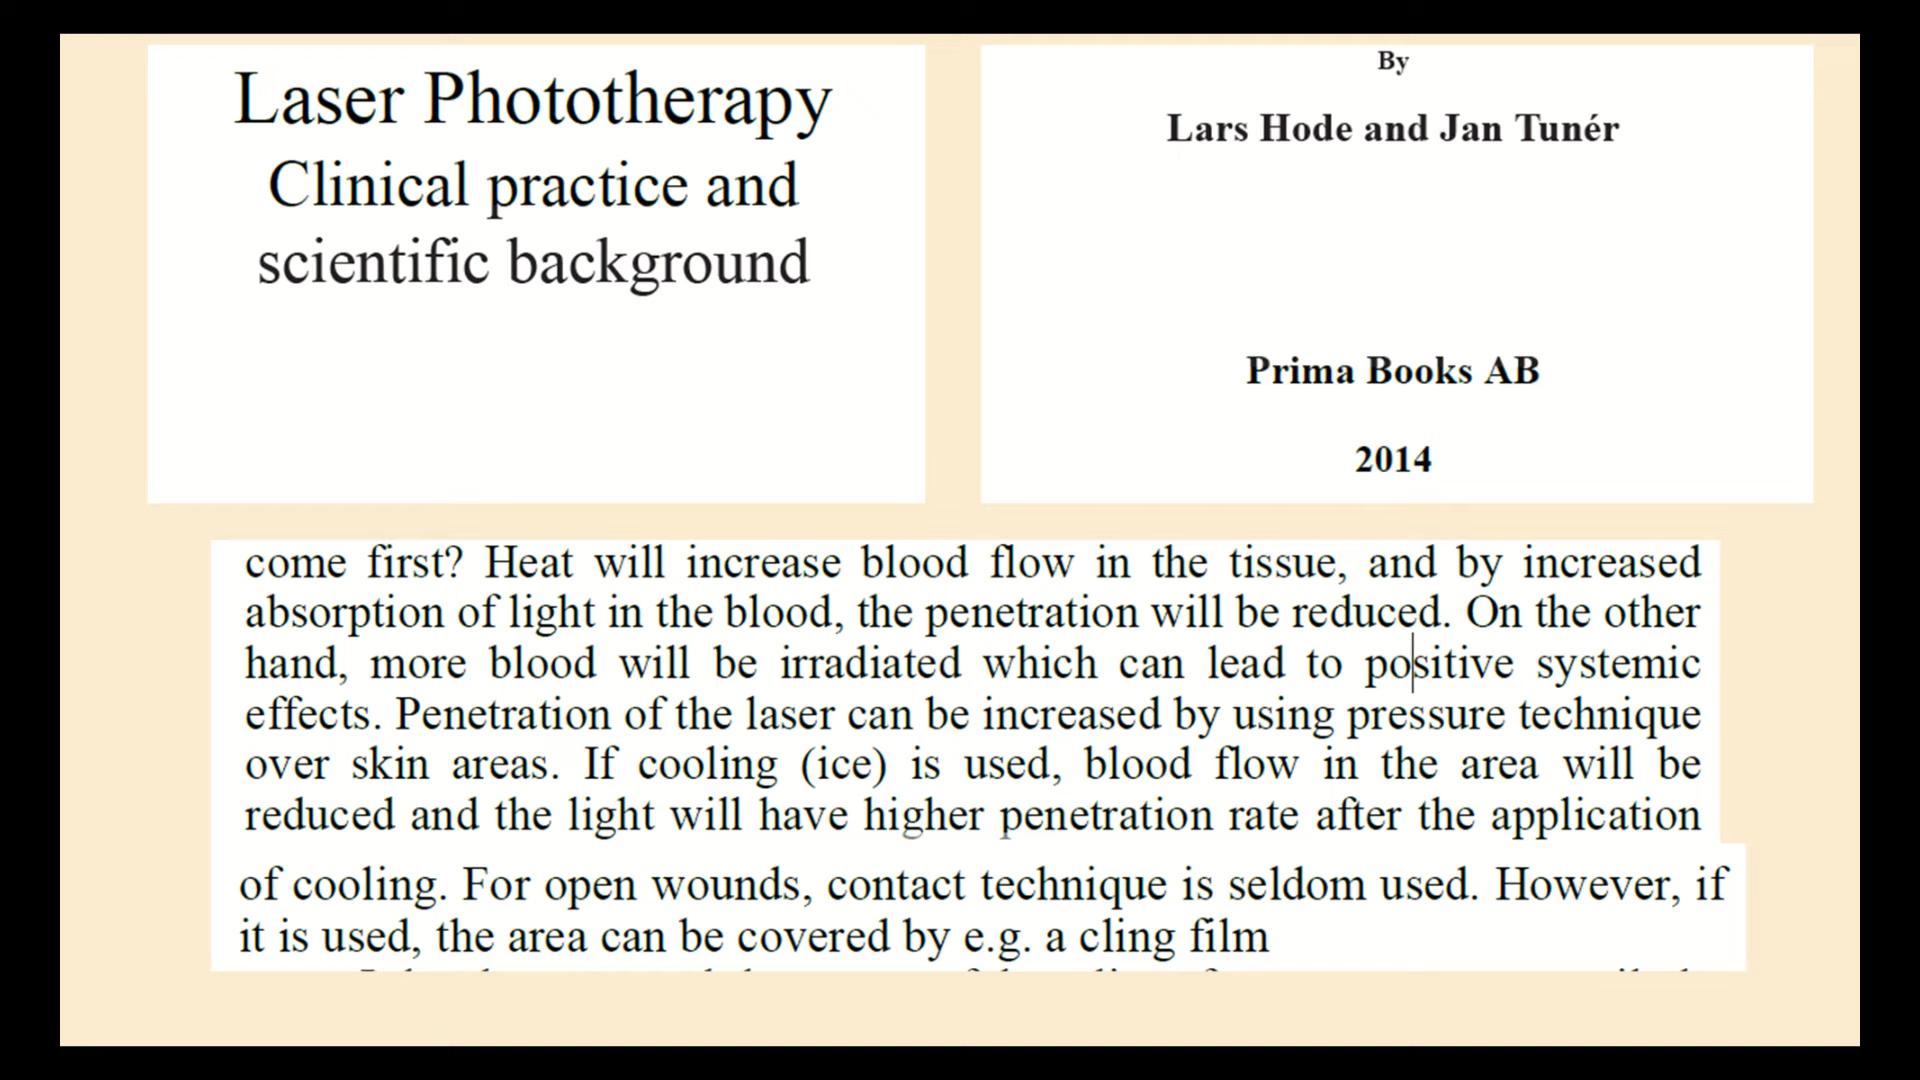 Laser Phototherapy
Clinical practice and
scientific background
By
Lars Hode and Jan Tunér
Prima Books AB
2014
come first? Heat will increase blood flow in the tissue, and by increased
absorption of light in the blood, the penetration will be reduced. On the other
hand, more blood will be irradiated which can lead to positive systemic
effects. Penetration of the laser can be increased by using pressure technique
over skin areas. If cooling (ice) is used, blood flow in the area will be
reduced and the light will have higher penetration rate after the application
of cooling. For open wounds, contact technique is seldom used. However, if
it is used, the area can be covered by e.g. a cling film